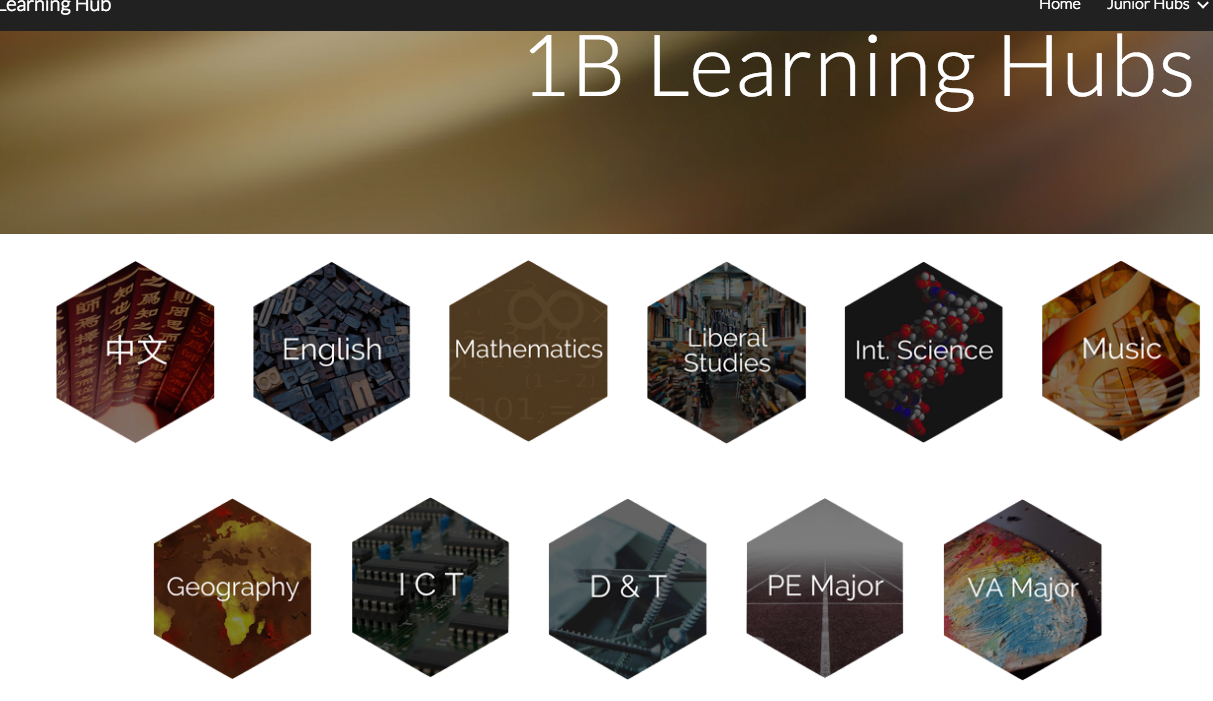 Learning Hub
Home
Junior Hubs
1B Learning Hubs
中文
English
Mathematics
Liberal
Studies
Int. Science
Music
Geography
I C T
D & T
PE Major
VA Major